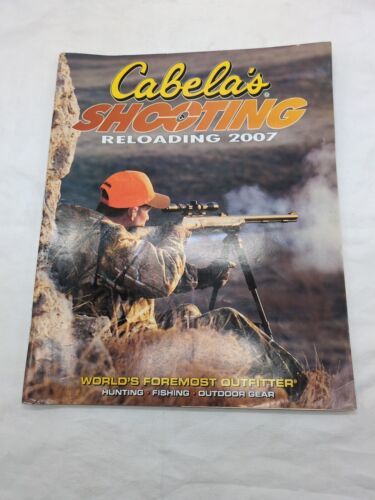 Cabela's®
SHOOTING
RELOADING 2007
WORLD'S FOREMOST OUTFITTER®
HUNTING · FISHING · OUTDOOR GEAR